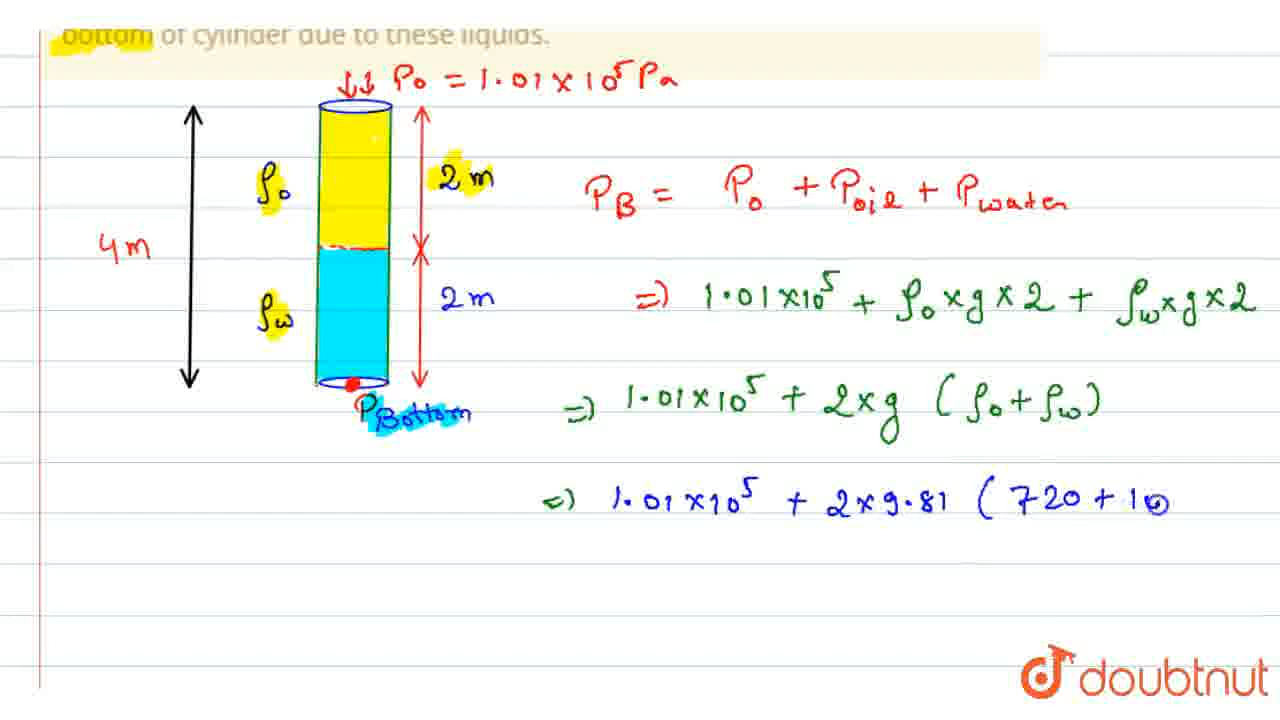 bottom of cylinder due to these liquids.
P₀ = 1.01 × 10⁵ Pa
ρ₀
2 m
P_B = P₀ + P_oil + P_water
4 m
ρ_w
2 m
=) 1.01 × 10⁵ + ρ₀ × g × 2 + ρ_w × g × 2
P_Bottom
=) 1.01 × 10⁵ + 2 × g (ρ₀ + ρ_w)
=) 1.01 × 10⁵ + 2 × 9.81 (720 + 10
doubtnut